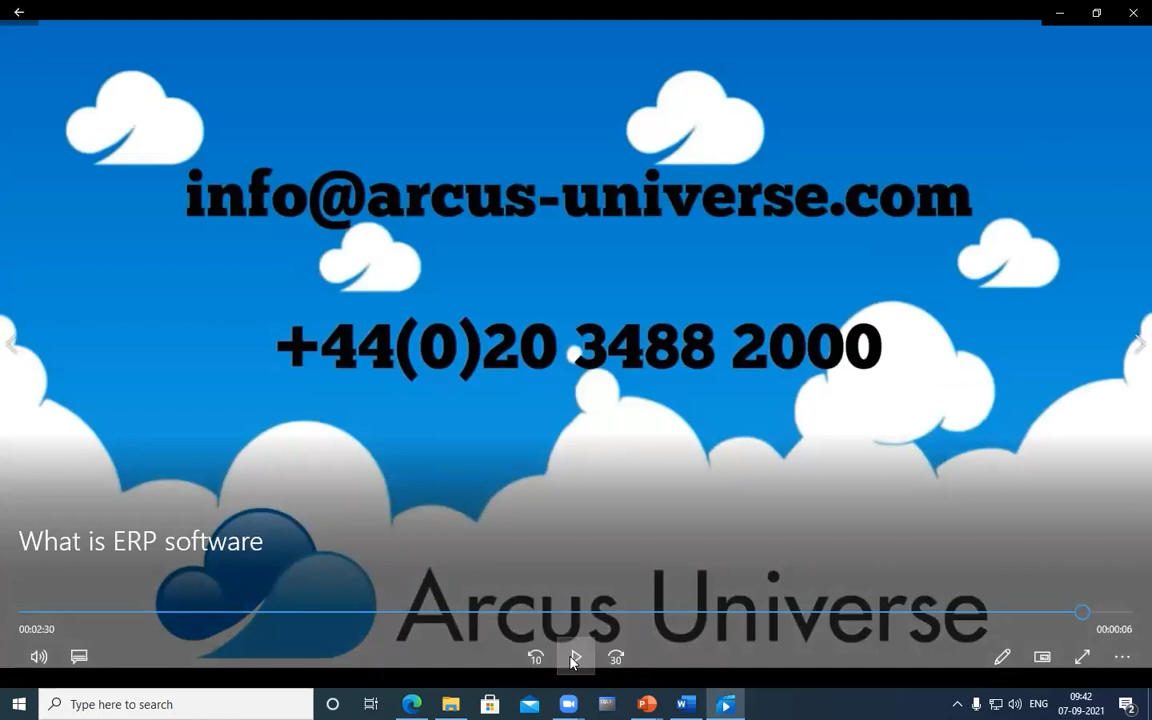 info@arcus-universe.com
+44(0)20 3488 2000
What is ERP software
Arcus Universe
00:02:30
00:00:06
10
30
Type here to search
ENG
09:42
07-09-2021
2